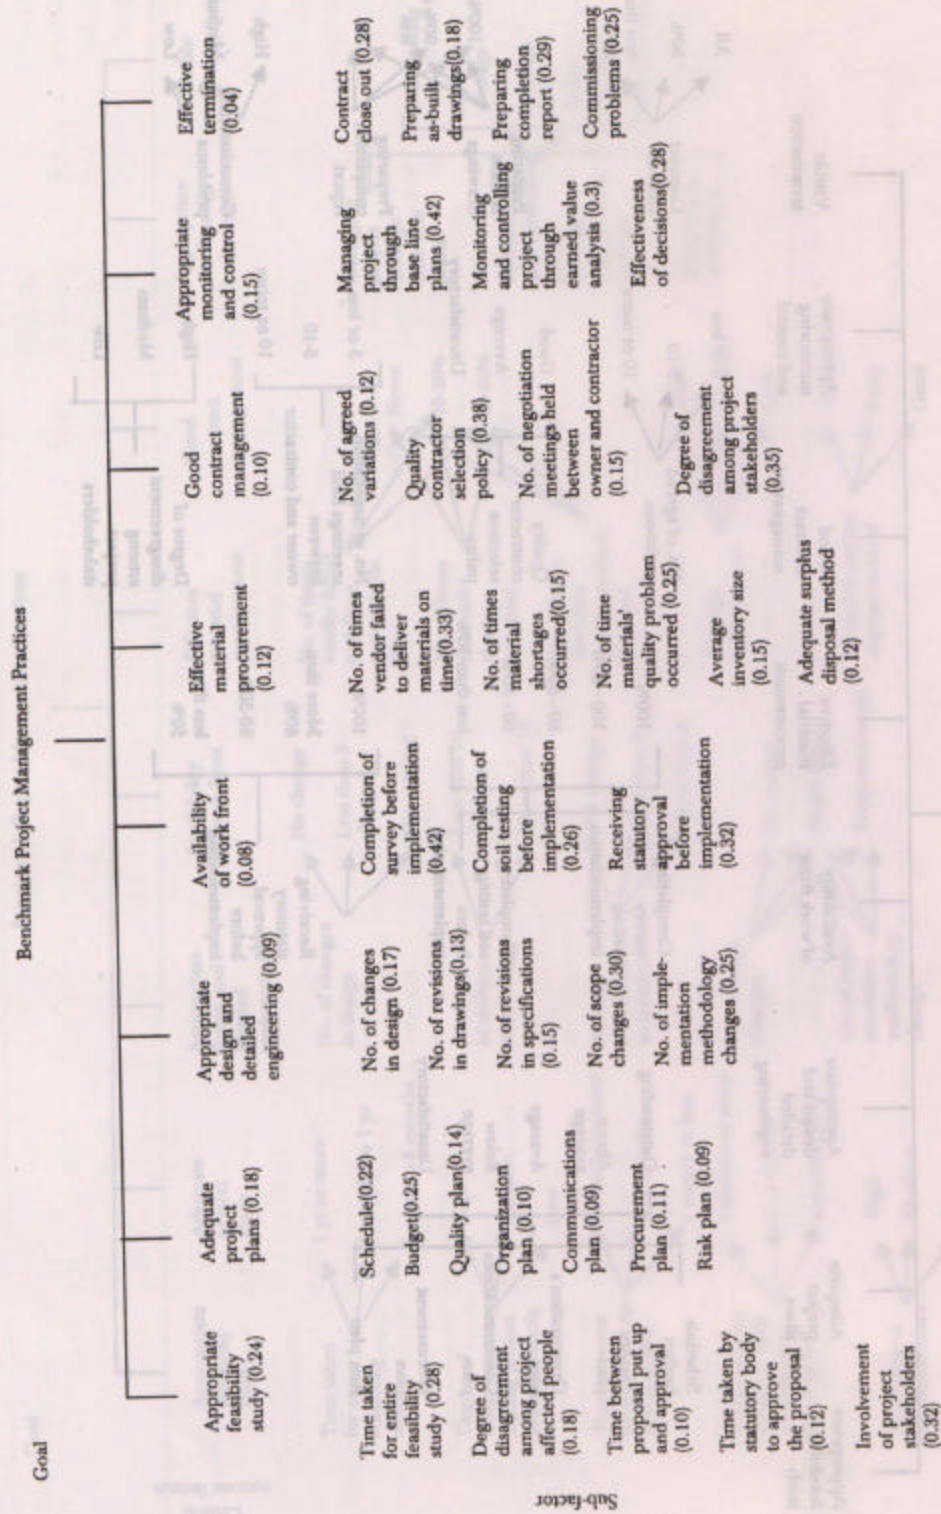 Goal
Benchmark Project Management Practices
Appropriate
feasibility
study (0.24)
Adequate
project
plans (0.18)
Appropriate
design and
detailed
engineering (0.09)
Availability
of work front
(0.08)
Effective
material
procurement
(0.12)
Good
contract
management
(0.10)
Appropriate
monitoring
and control
(0.15)
Effective
termination
(0.04)
Sub-factor
Time taken
for entire
feasibility
study (0.28)
Degree of
disagreement
among project
affected people
(0.18)
Time between
proposal put up
and approval
(0.10)
Time taken by
statutory body
to approve
the proposal
(0.12)
Involvement
of project
stakeholders
(0.32)
Schedule(0.22)
Budget(0.25)
Quality plan(0.14)
Organization
plan (0.10)
Communications
plan (0.09)
Procurement
plan (0.11)
Risk plan (0.09)
No. of changes
in design (0.17)
No. of revisions
in drawings(0.13)
No. of revisions
in specifications
(0.15)
No. of scope
changes (0.30)
No. of imple-
mentation
methodology
changes (0.25)
Completion of
survey before
implementation
(0.42)
Completion of
soil testing
before
implementation
(0.26)
Receiving
statutory
approval
before
implementation
(0.32)
No. of times
vendor failed
to deliver
materials on
time(0.33)
No. of times
material
shortages
occurred(0.15)
No. of time
materials'
quality problem
occurred (0.25)
Average
inventory size
(0.15)
Adequate surplus
disposal method
(0.12)
No. of agreed
variations (0.12)
Quality
contractor
selection
policy (0.38)
No. of negotiation
meetings held
between
owner and contractor
(0.15)
Degree of
disagreement
among project
stakeholders
(0.35)
Managing
project
through
base line
plans (0.42)
Monitoring
and controlling
project
through
earned value
analysis (0.3)
Effectiveness
of decisions(0.28)
Contract
close out (0.28)
Preparing
as-built
drawings(0.18)
Preparing
completion
report (0.29)
Commissioning
problems (0.25)